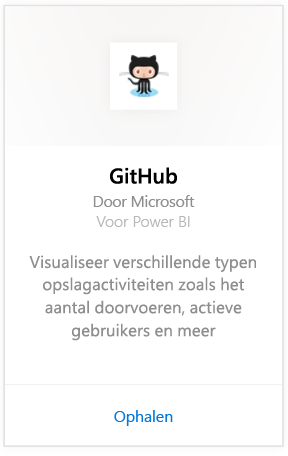 GitHub
Door Microsoft
Voor Power BI
Visualiseer verschillende typen
opslagactiviteiten zoals het
aantal doorvoeren, actieve
gebruikers en meer
Ophalen